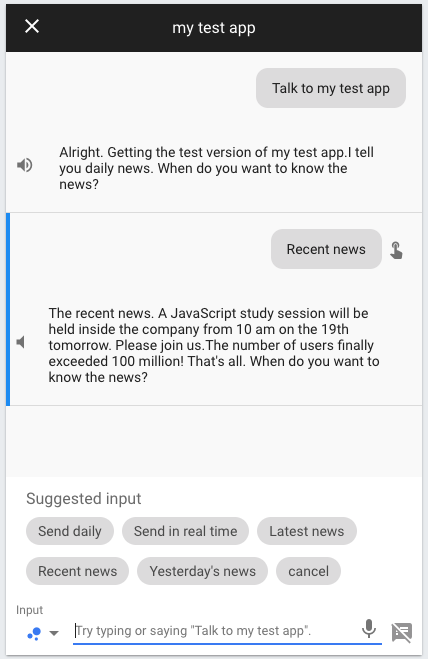 my test app
Talk to my test app
Alright. Getting the test version of my test app.I tell
you daily news. When do you want to know the
news?
Recent news
The recent news. A JavaScript study session will be
held inside the company from 10 am on the 19th
tomorrow. Please join us.The number of users finally
exceeded 100 million! That's all. When do you want to
know the news?
Suggested input
Send daily
Send in real time
Latest news
Recent news
Yesterday's news
cancel
Input
Try typing or saying "Talk to my test app".